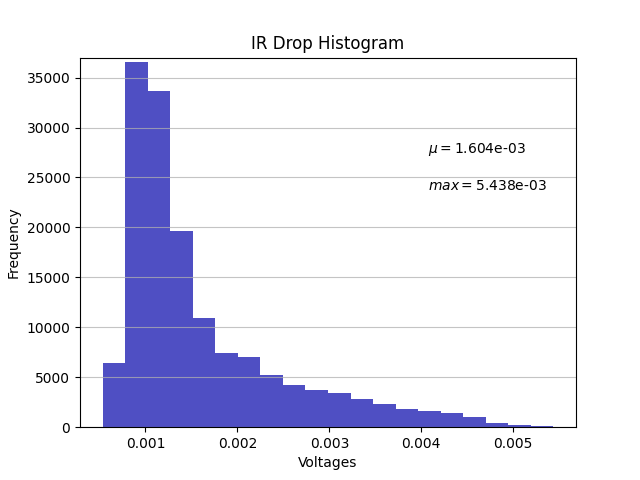 IR Drop Histogram
35000
30000
25000
20000
15000
10000
5000
0
Frequency
μ = 1.604e-03
max = 5.438e-03
0.001 0.002 0.003 0.004 0.005
Voltages